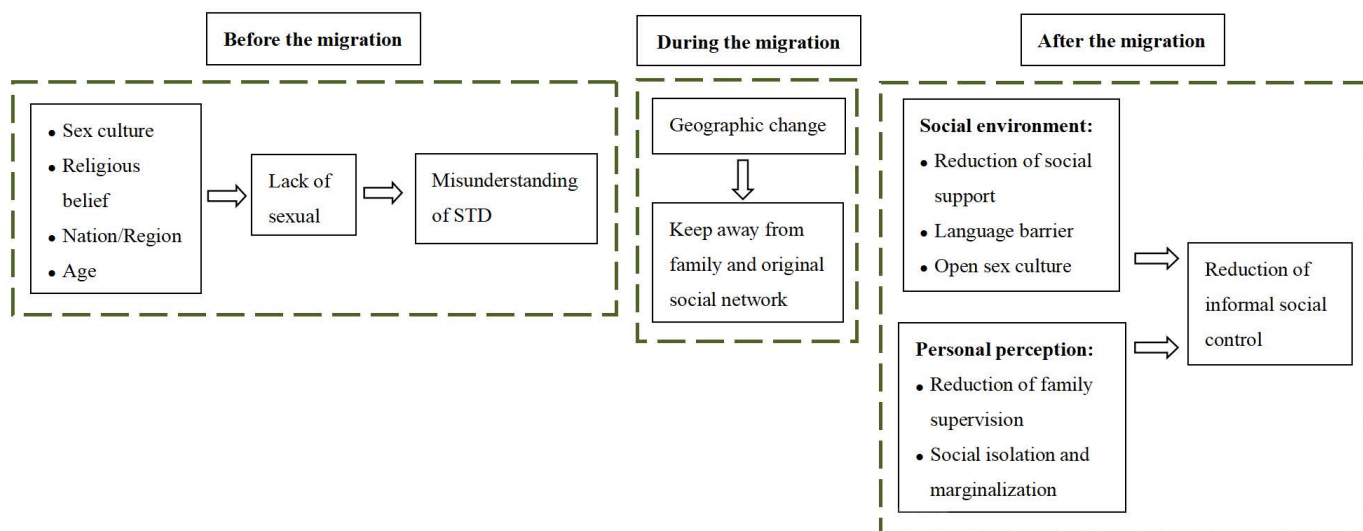 Before the migration
During the migration
After the migration
• Sex culture
• Religious
belief
• Nation/Region
• Age
Lack of
sexual
Misunderstanding
of STD
Geographic change
Keep away from
family and original
social network
Social environment:
• Reduction of social
support
• Language barrier
• Open sex culture
Personal perception:
• Reduction of family
supervision
• Social isolation and
marginalization
Reduction of
informal social
control